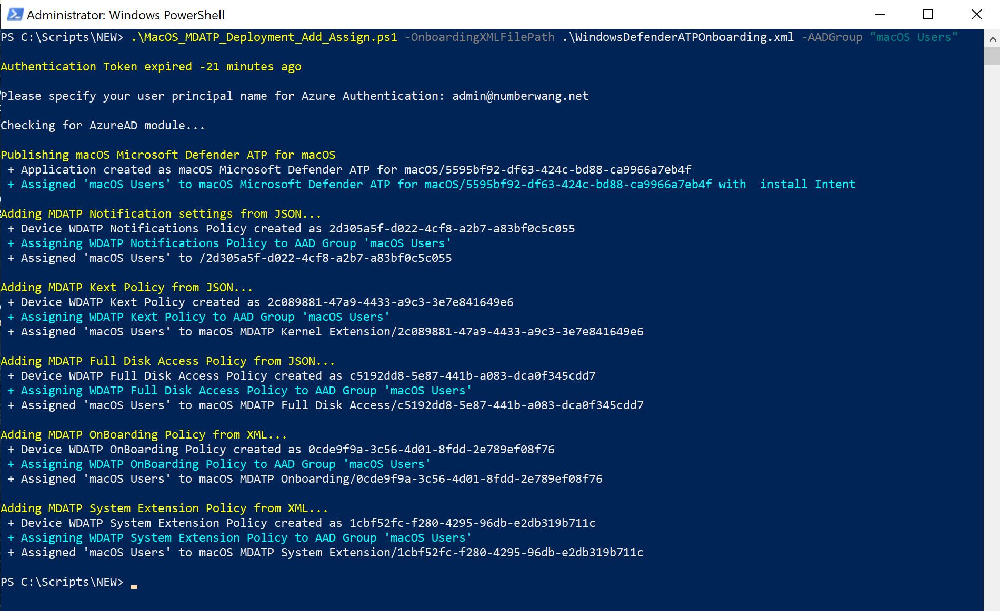 Administrator: Windows PowerShell
PS C:\Scripts\NEW> .\MacOS_MDATP_Deployment_Add_Assign.ps1 -OnboardingXMLFilePath .\WindowsDefenderATPOnboarding.xml -AADGroup "macOS Users"
Authentication Token expired -21 minutes ago
Please specify your user principal name for Azure Authentication: admin@numberwang.net
Checking for AzureAD module...
Publishing macOS Microsoft Defender ATP for macOS
+ Application created as macOS Microsoft Defender ATP for macOS/5595bf92-df63-424c-bd88-ca9966a7eb4f
+ Assigned 'macOS Users' to macOS Microsoft Defender ATP for macOS/5595bf92-df63-424c-bd88-ca9966a7eb4f with  install Intent
Adding MDATP Notification settings from JSON...
+ Device WDATP Notifications Policy created as 2d305a5f-d022-4cf8-a2b7-a83bf0c5c055
+ Assigning WDATP Notifications Policy to AAD Group 'macOS Users'
+ Assigned 'macOS Users' to /2d305a5f-d022-4cf8-a2b7-a83bf0c5c055
Adding MDATP Kext Policy from JSON...
+ Device WDATP Kext Policy created as 2c089881-47a9-4433-a9c3-3e7e841649e6
+ Assigning WDATP Kext Policy to AAD Group 'macOS Users'
+ Assigned 'macOS Users' to macOS MDATP Kernel Extension/2c089881-47a9-4433-a9c3-3e7e841649e6
Adding MDATP Full Disk Access Policy from JSON...
+ Device WDATP Full Disk Access Policy created as c5192dd8-5e87-441b-a083-dca0f345cdd7
+ Assigning WDATP Full Disk Access Policy to AAD Group 'macOS Users'
+ Assigned 'macOS Users' to macOS MDATP Full Disk Access/c5192dd8-5e87-441b-a083-dca0f345cdd7
Adding MDATP OnBoarding Policy from XML...
+ Device WDATP OnBoarding Policy created as 0cde9f9a-3c56-4d01-8fdd-2e789ef08f76
+ Assigning WDATP OnBoarding Policy to AAD Group 'macOS Users'
+ Assigned 'macOS Users' to macOS MDATP Onboarding/0cde9f9a-3c56-4d01-8fdd-2e789ef08f76
Adding MDATP System Extension Policy from XML...
+ Device WDATP System Extension Policy created as 1cbf52fc-f280-4295-96db-e2db319b711c
+ Assigning WDATP System Extension Policy to AAD Group 'macOS Users'
+ Assigned 'macOS Users' to macOS MDATP System Extension/1cbf52fc-f280-4295-96db-e2db319b711c
PS C:\Scripts\NEW>